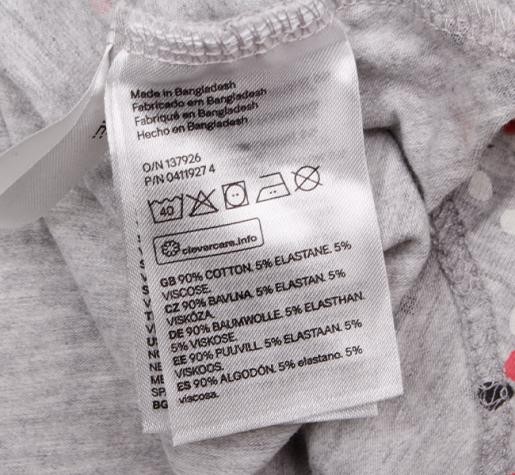 Made in Bangladesh
Fabricado em Bangladesh
Fabriqué en Bangladesh
Hecho en Bangladesh
O/N 137926
P/N 0411927 4
40
clevercare.info
GB 90% COTTON. 5% ELASTANE. 5%
VISCOSE.
CZ 90% BAVLNA. 5% ELASTAN. 5%
VISKÓZA.
DE 90% BAUMWOLLE. 5% ELASTHAN.
5% VISKOSE.
EE 90% PUUVILL. 5% ELASTAAN. 5%
VISKOOS.
ES 90% ALGODÓN. 5% elastano. 5%
viscosa.
BG